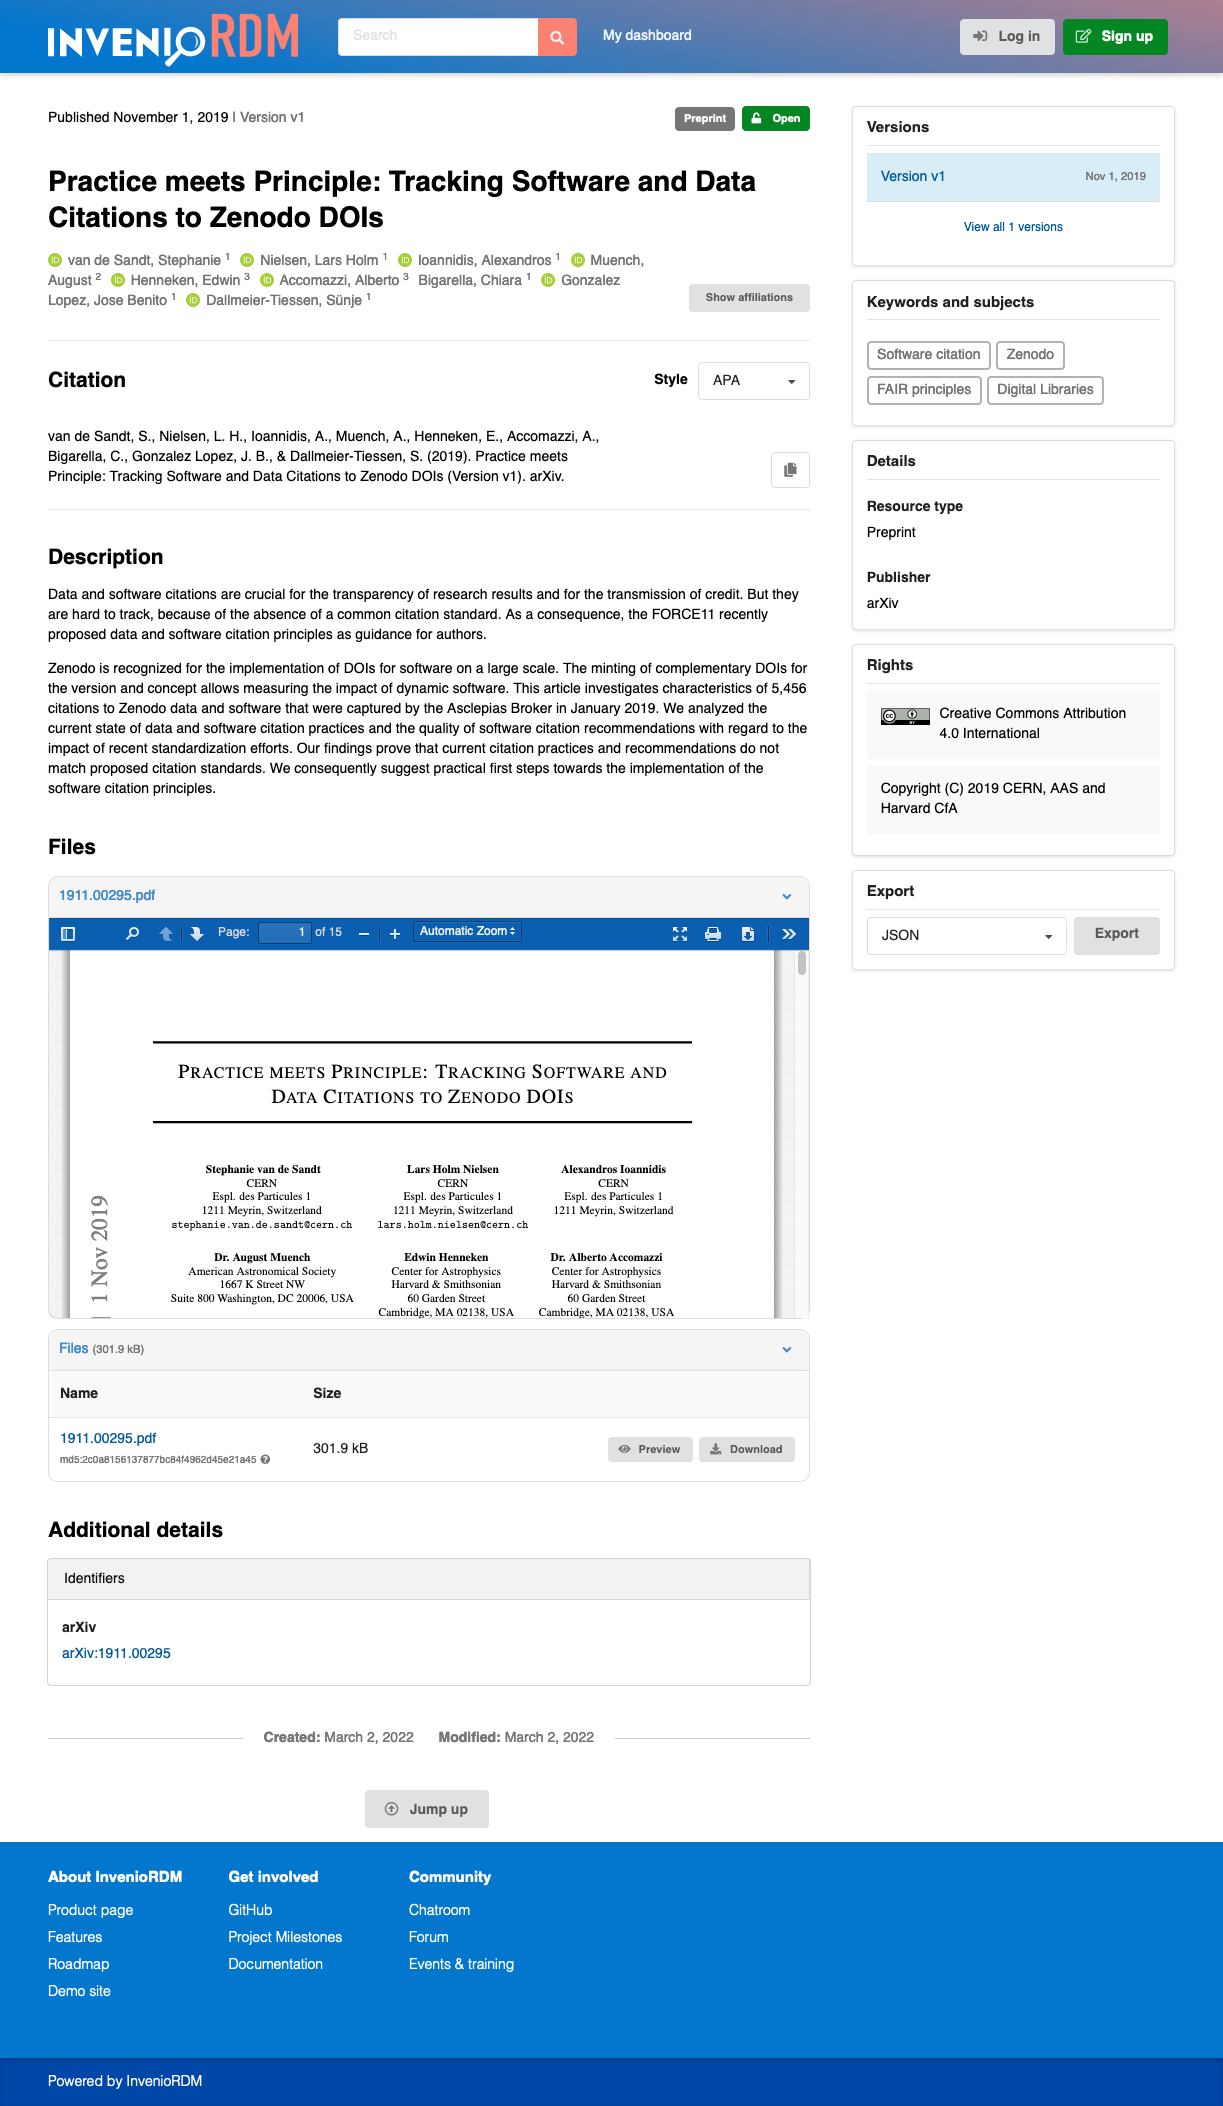 INVENIO RDM
Search
My dashboard
Log in
Sign up
Published November 1, 2019 | Version v1
Preprint
Open
Practice meets Principle: Tracking Software and Data
Citations to Zenodo DOIs
van de Sandt, Stephanie 1 Nielsen, Lars Holm 1 Ioannidis, Alexandros 1 Muench,
August 2 Henneken, Edwin 3 Accomazzi, Alberto 3 Bigarella, Chiara 1 Gonzalez
Lopez, Jose Benito 1 Dallmeier-Tiessen, Sünje 1
Show affiliations
Citation
Style
APA
van de Sandt, S., Nielsen, L. H., Ioannidis, A., Muench, A., Henneken, E., Accomazzi, A.,
Bigarella, C., Gonzalez Lopez, J. B., & Dallmeier-Tiessen, S. (2019). Practice meets
Principle: Tracking Software and Data Citations to Zenodo DOIs (Version v1). arXiv.
Description
Data and software citations are crucial for the transparency of research results and for the transmission of credit. But they
are hard to track, because of the absence of a common citation standard. As a consequence, the FORCE11 recently
proposed data and software citation principles as guidance for authors.
Zenodo is recognized for the implementation of DOIs for software on a large scale. The minting of complementary DOIs for
the version and concept allows measuring the impact of dynamic software. This article investigates characteristics of 5,456
citations to Zenodo data and software that were captured by the Asclepias Broker in January 2019. We analyzed the
current state of data and software citation practices and the quality of software citation recommendations with regard to the
impact of recent standardization efforts. Our findings prove that current citation practices and recommendations do not
match proposed citation standards. We consequently suggest practical first steps towards the implementation of the
software citation principles.
Files
1911.00295.pdf
Page: 1 of 15
Automatic Zoom
PRACTICE MEETS PRINCIPLE: TRACKING SOFTWARE AND
DATA CITATIONS TO ZENODO DOIS
Stephanie van de Sandt
CERN
Espl. des Particules 1
1211 Meyrin, Switzerland
stephanie.van.de.sandt@cern.ch
Lars Holm Nielsen
CERN
Espl. des Particules 1
1211 Meyrin, Switzerland
lars.holm.nielsen@cern.ch
Alexandros Ioannidis
CERN
Espl. des Particules 1
1211 Meyrin, Switzerland
Dr. August Muench
American Astronomical Society
1667 K Street NW
Suite 800 Washington, DC 20006, USA
Edwin Henneken
Center for Astrophysics
Harvard & Smithsonian
60 Garden Street
Cambridge, MA 02138, USA
Dr. Alberto Accomazzi
Center for Astrophysics
Harvard & Smithsonian
60 Garden Street
Cambridge, MA 02138, USA
1 Nov 2019
Files (301.9 kB)
Name
Size
1911.00295.pdf
md5:2c0a8156137877bc84f4962d45e21a45
301.9 kB
Preview
Download
Additional details
Identifiers
arXiv
arXiv:1911.00295
Created: March 2, 2022 Modified: March 2, 2022
Jump up
Versions
Version v1
Nov 1, 2019
View all 1 versions
Keywords and subjects
Software citation
Zenodo
FAIR principles
Digital Libraries
Details
Resource type
Preprint
Publisher
arXiv
Rights
CC BY
Creative Commons Attribution
4.0 International
Copyright (C) 2019 CERN, AAS and
Harvard CfA
Export
JSON
Export
About InvenioRDM
Product page
Features
Roadmap
Demo site
Get involved
GitHub
Project Milestones
Documentation
Community
Chatroom
Forum
Events & training
Powered by InvenioRDM